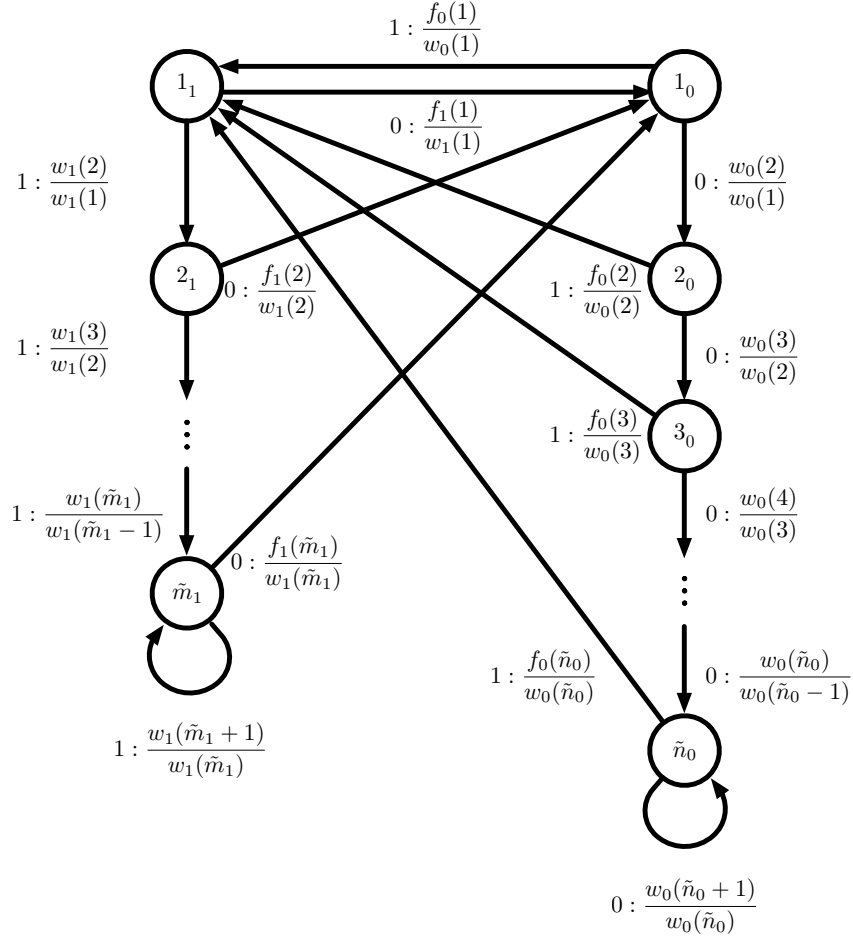 1 : f_0(1) / w_0(1)
1_1
1_0
0 : f_1(1) / w_1(1)
1 : w_1(2) / w_1(1)
0 : w_0(2) / w_0(1)
2_1
2_0
0 : f_1(2) / w_1(2)
1 : f_0(2) / w_0(2)
1 : w_1(3) / w_1(2)
0 : w_0(3) / w_0(2)
⋮
3_0
1 : f_0(3) / w_0(3)
1 : w_1(m̃_1) / w_1(m̃_1 − 1)
0 : w_0(4) / w_0(3)
0 : f_1(m̃_1) / w_1(m̃_1)
m̃_1
⋮
1 : f_0(ñ_0) / w_0(ñ_0)
0 : w_0(ñ_0) / w_0(ñ_0 − 1)
1 : w_1(m̃_1 + 1) / w_1(m̃_1)
ñ_0
0 : w_0(ñ_0 + 1) / w_0(ñ_0)